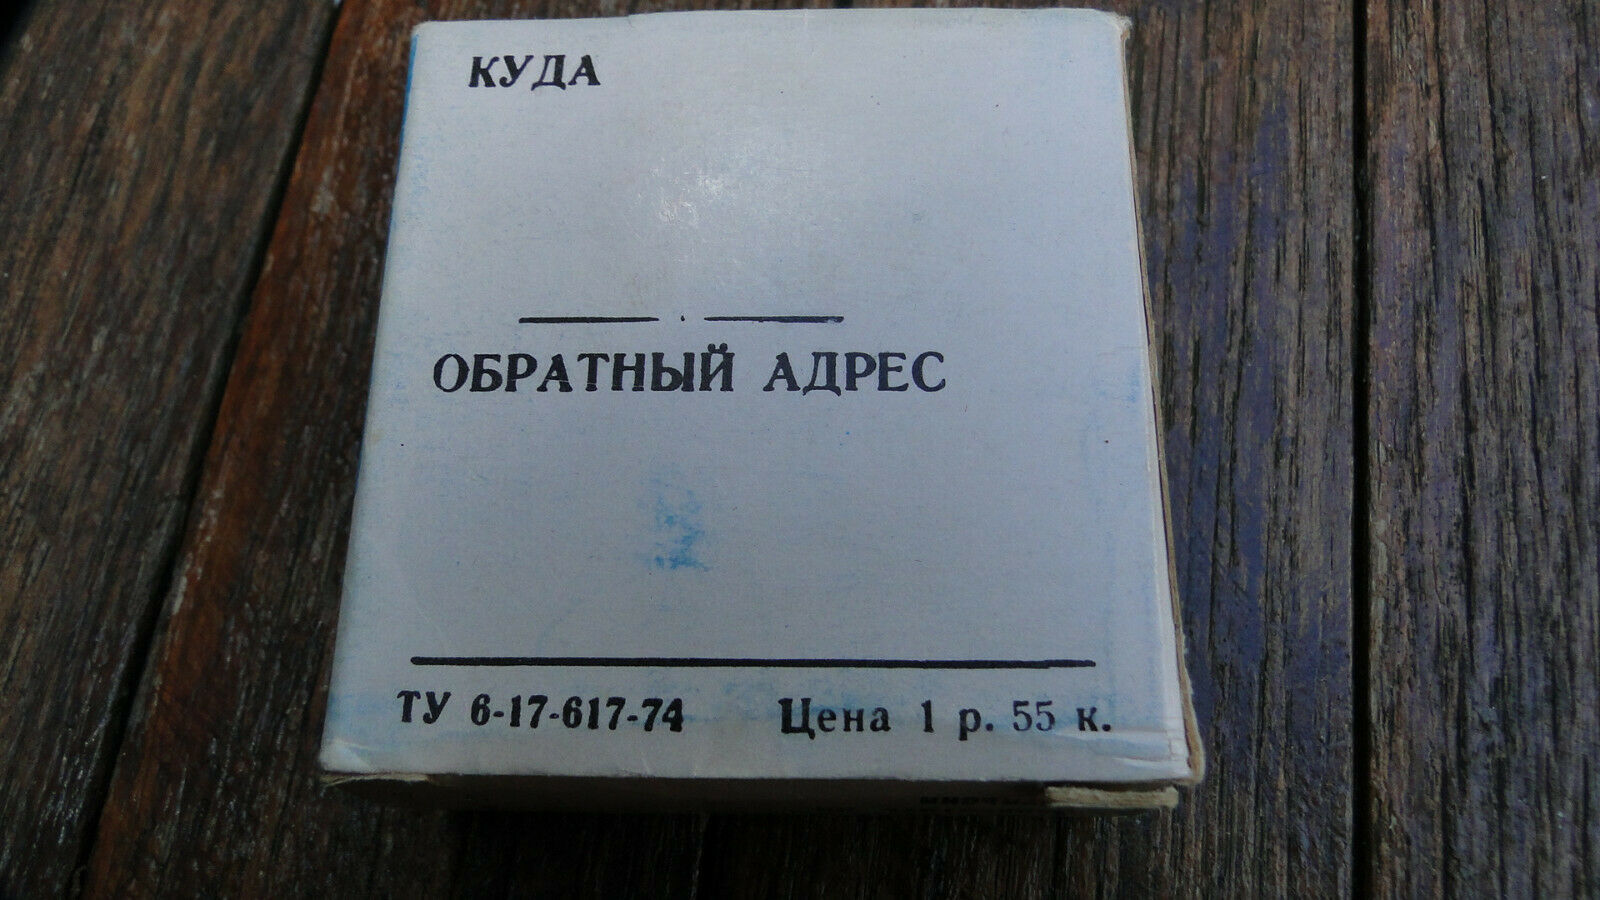 КУДА
ОБРАТНЫЙ АДРЕС
ТУ 6-17-617-74 Цена 1 р. 55 к.